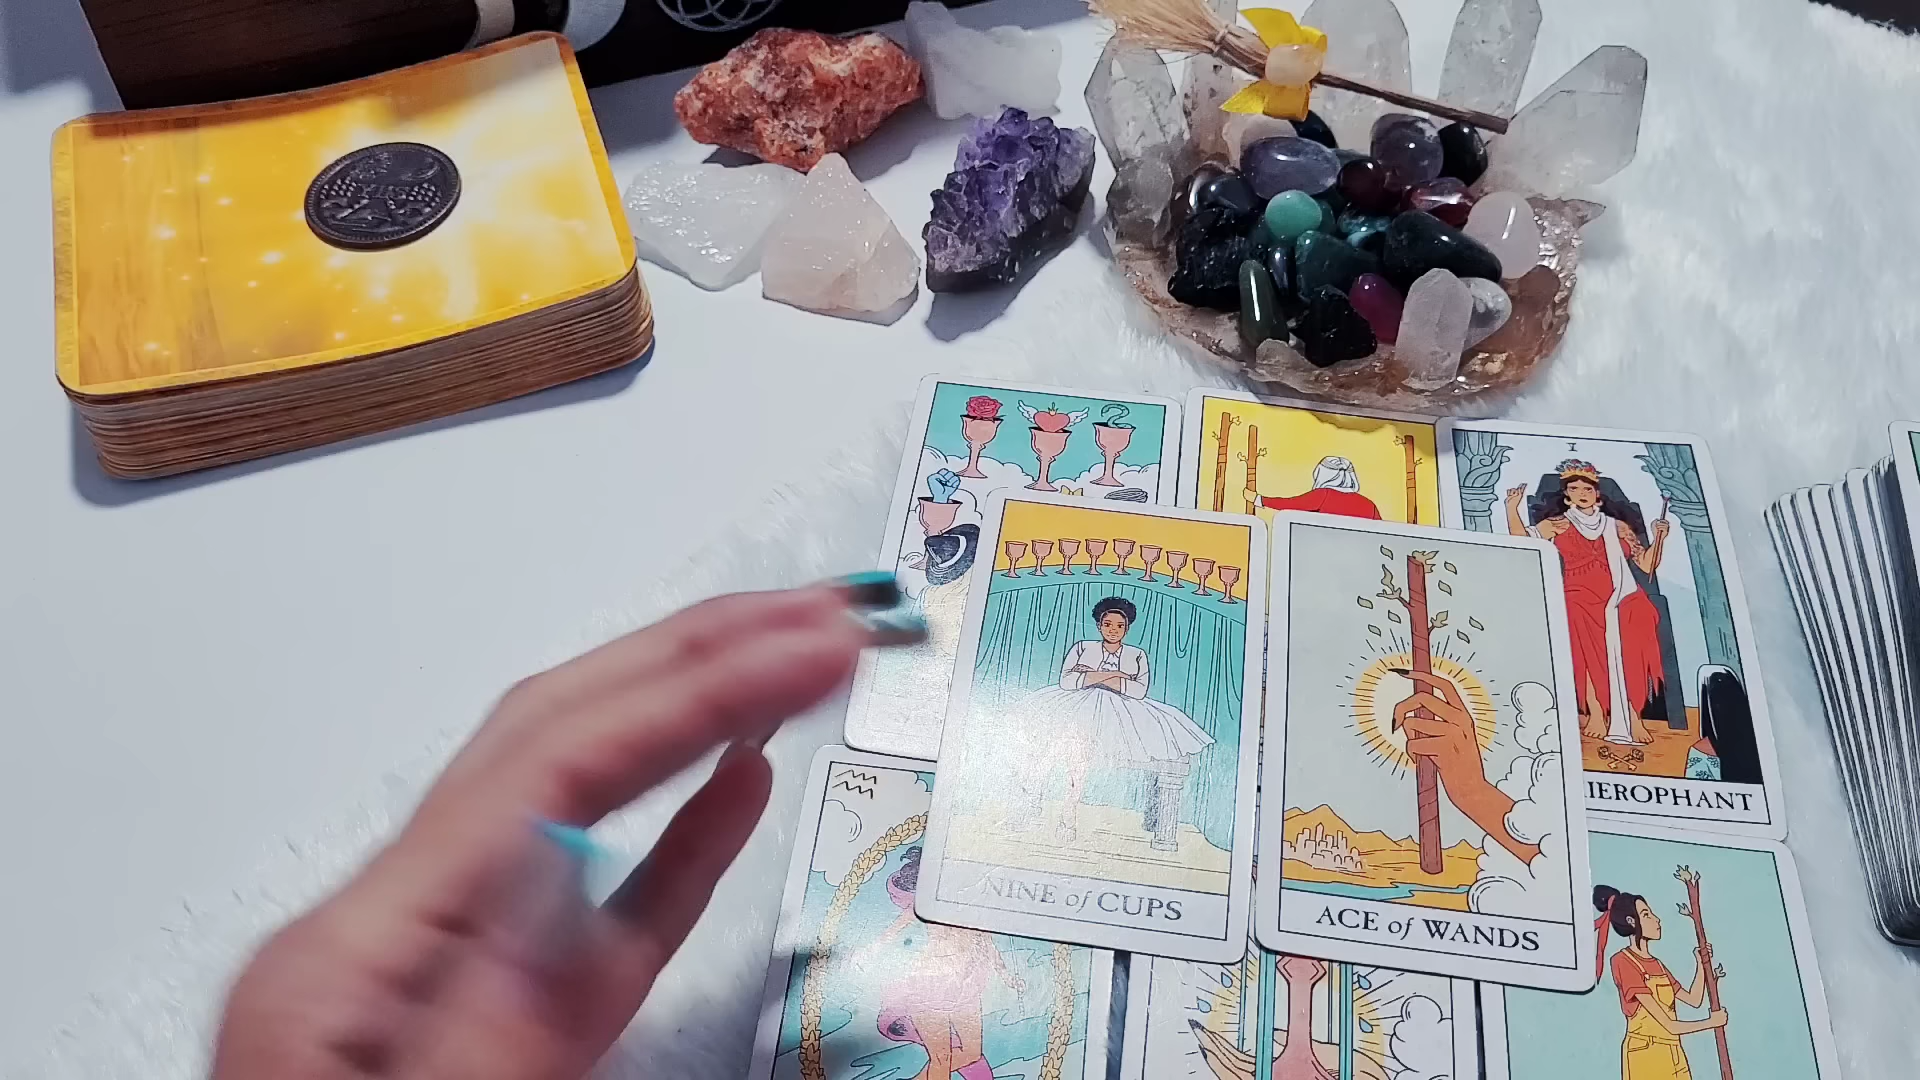 I
IEROPHANT
NINE of CUPS
ACE of WANDS